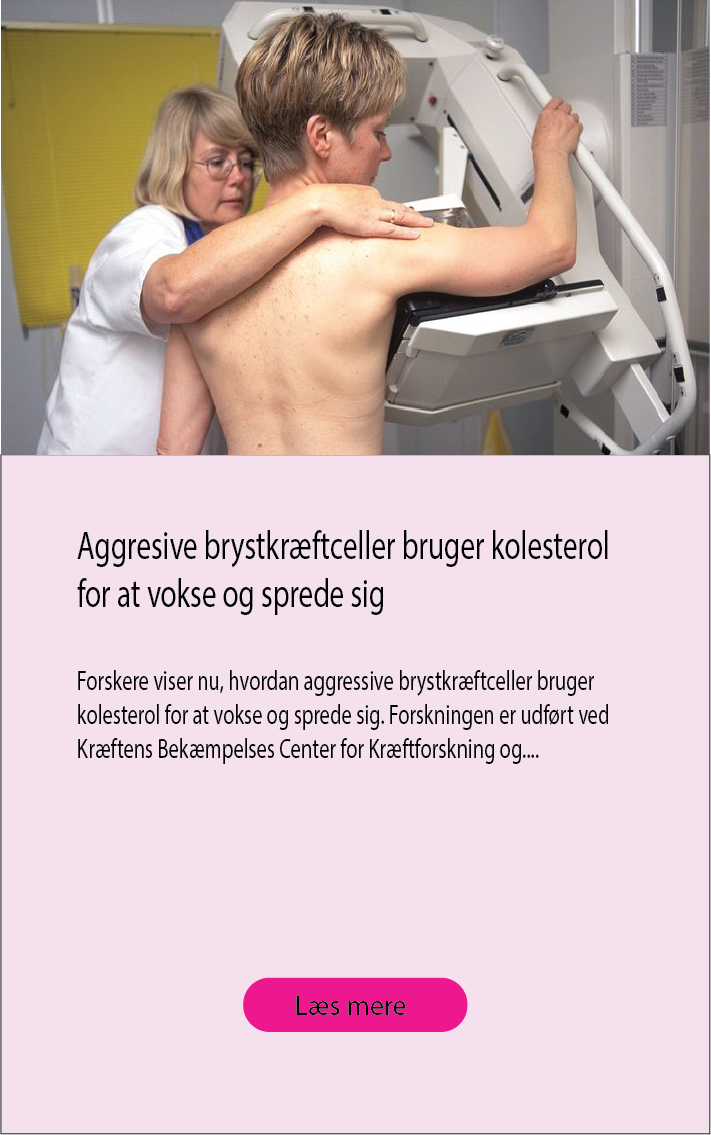 Aggresive brystkræftceller bruger kolesterol
for at vokse og sprede sig
Forskere viser nu, hvordan aggressive brystkræftceller bruger
kolesterol for at vokse og sprede sig. Forskningen er udført ved
Kræftens Bekæmpelses Center for Kræftforskning og....
Læs mere